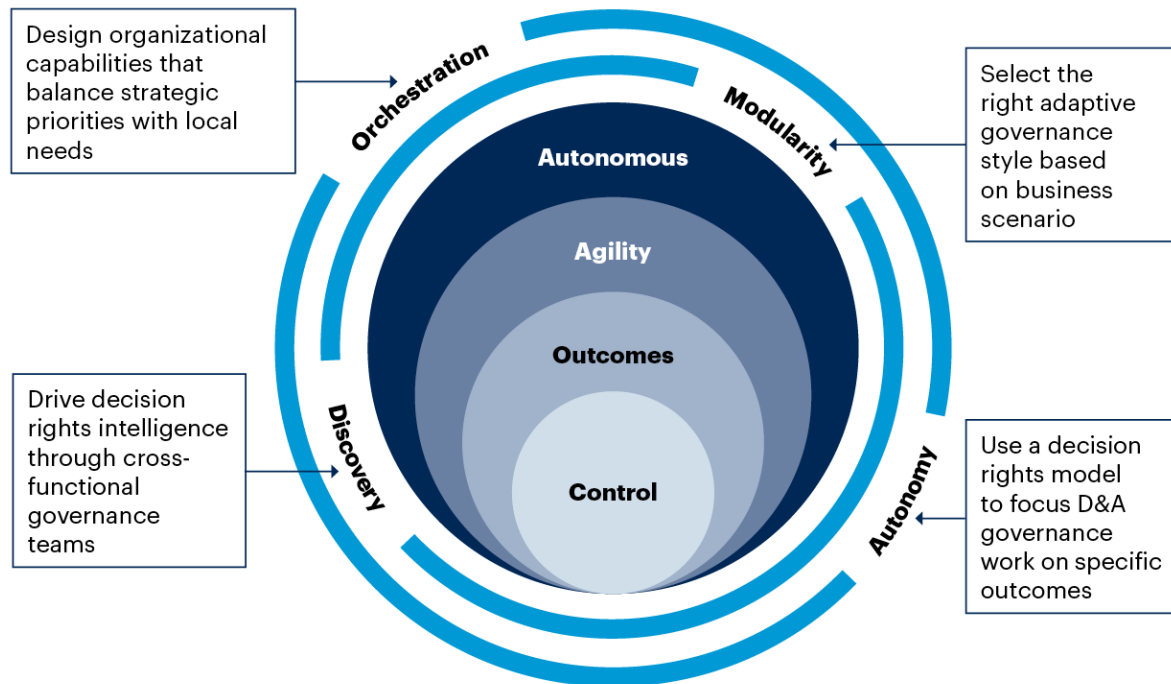 Design organizational
capabilities that
balance strategic
priorities with local
needs
Orchestration
Modularity
Select the
right adaptive
governance
style based
on business
scenario
Autonomous
Agility
Outcomes
Control
Drive decision
rights intelligence
through cross-
functional
governance
teams
Discovery
Autonomy
Use a decision
rights model
to focus D&A
governance
work on specific
outcomes